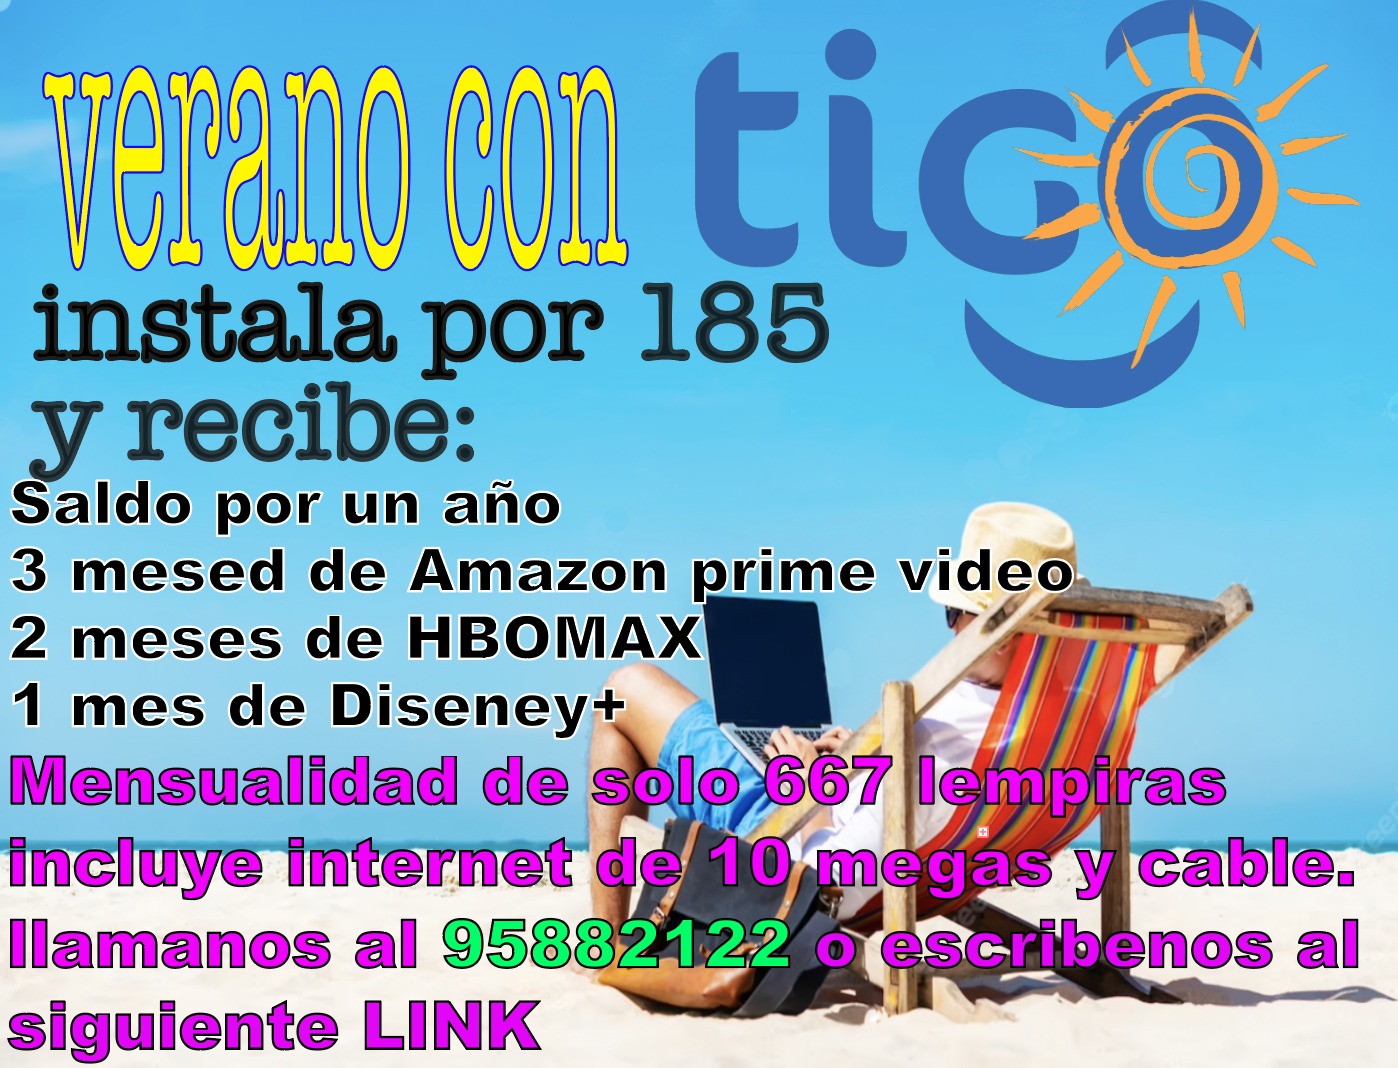 verano con tigo
instala por 185
y recibe:
Saldo por un año
3 mesed de Amazon prime video
2 meses de HBOMAX
1 mes de Diseney+
Mensualidad de solo 667 lempiras
incluye internet de 10 megas y cable.
llamanos al 95882122 o escribenos al
siguiente LINK